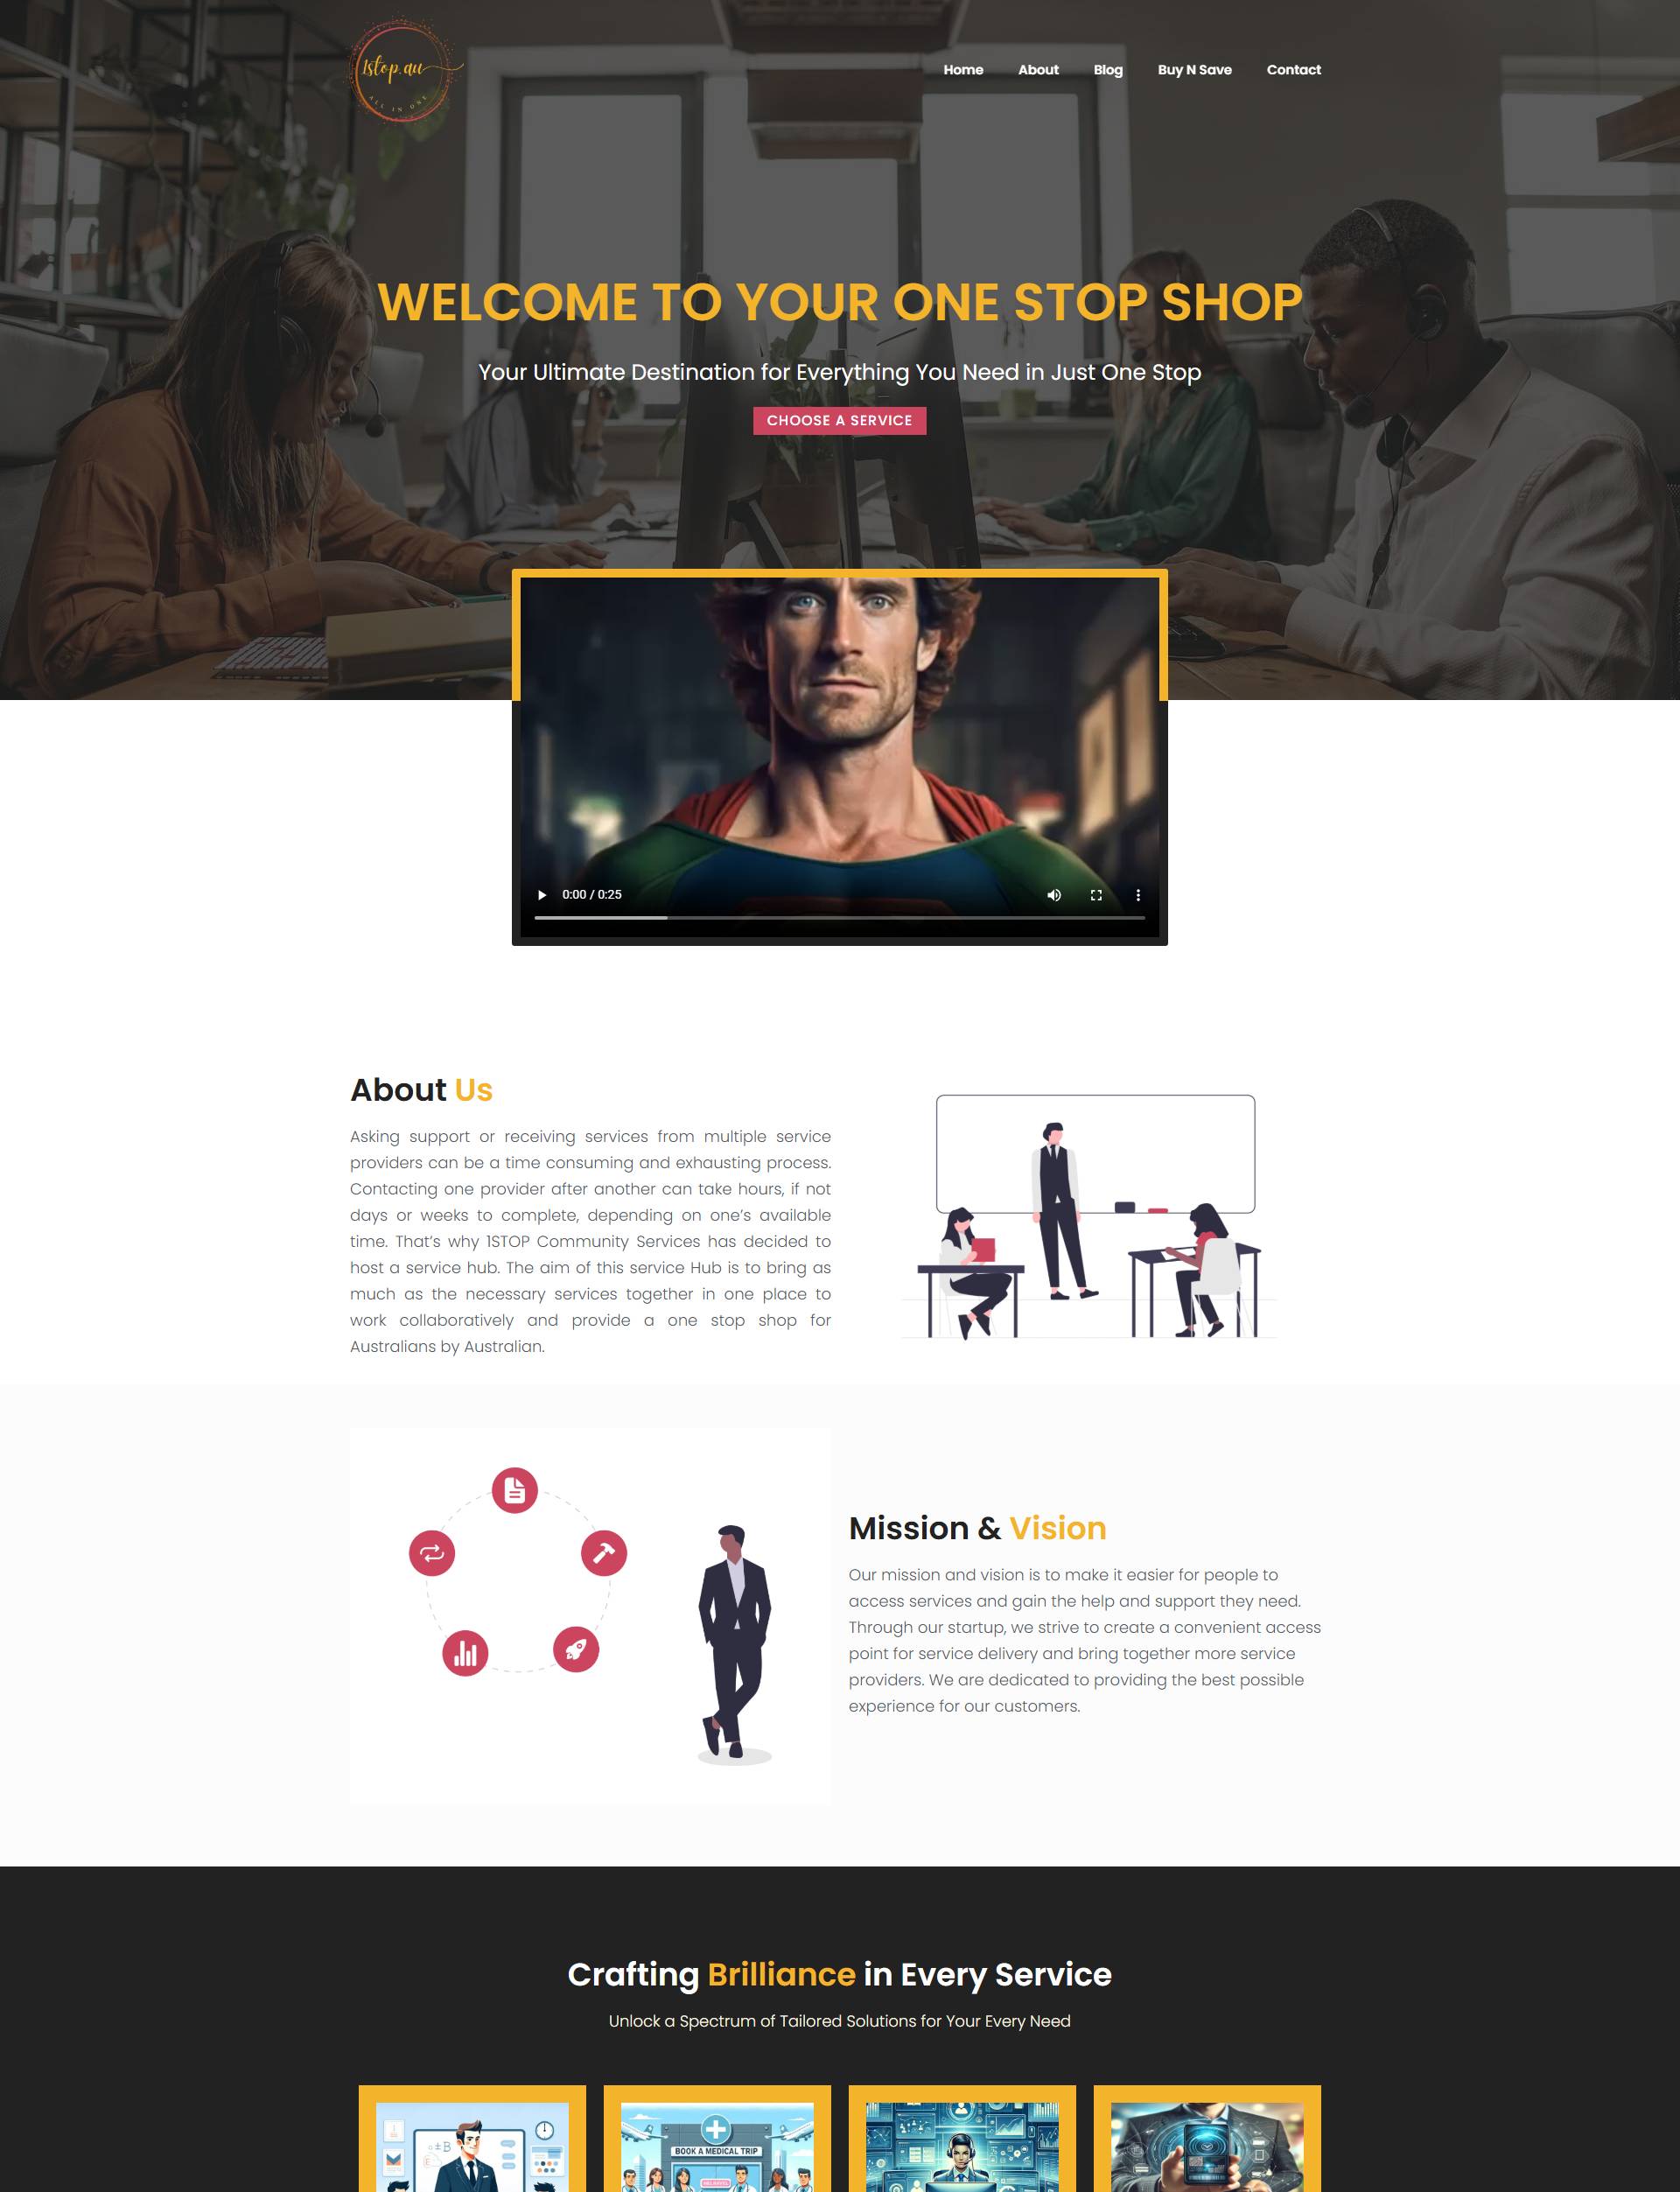 1stop.au
ALL IN ONE
Home About Blog Buy N Save Contact
WELCOME TO YOUR ONE STOP SHOP
Your Ultimate Destination for Everything You Need in Just One Stop
CHOOSE A SERVICE
0:00 / 0:25
About Us
Asking support or receiving services from multiple service
providers can be a time consuming and exhausting process.
Contacting one provider after another can take hours, if not
days or weeks to complete, depending on one's available
time. That's why 1STOP Community Services has decided to
host a service hub. The aim of this service Hub is to bring as
much as the necessary services together in one place to
work collaboratively and provide a one stop shop for
Australians by Australian.
Mission & Vision
Our mission and vision is to make it easier for people to
access services and gain the help and support they need.
Through our startup, we strive to create a convenient access
point for service delivery and bring together more service
providers. We are dedicated to providing the best possible
experience for our customers.
Crafting Brilliance in Every Service
Unlock a Spectrum of Tailored Solutions for Your Every Need
BOOK A MEDICAL TRIP